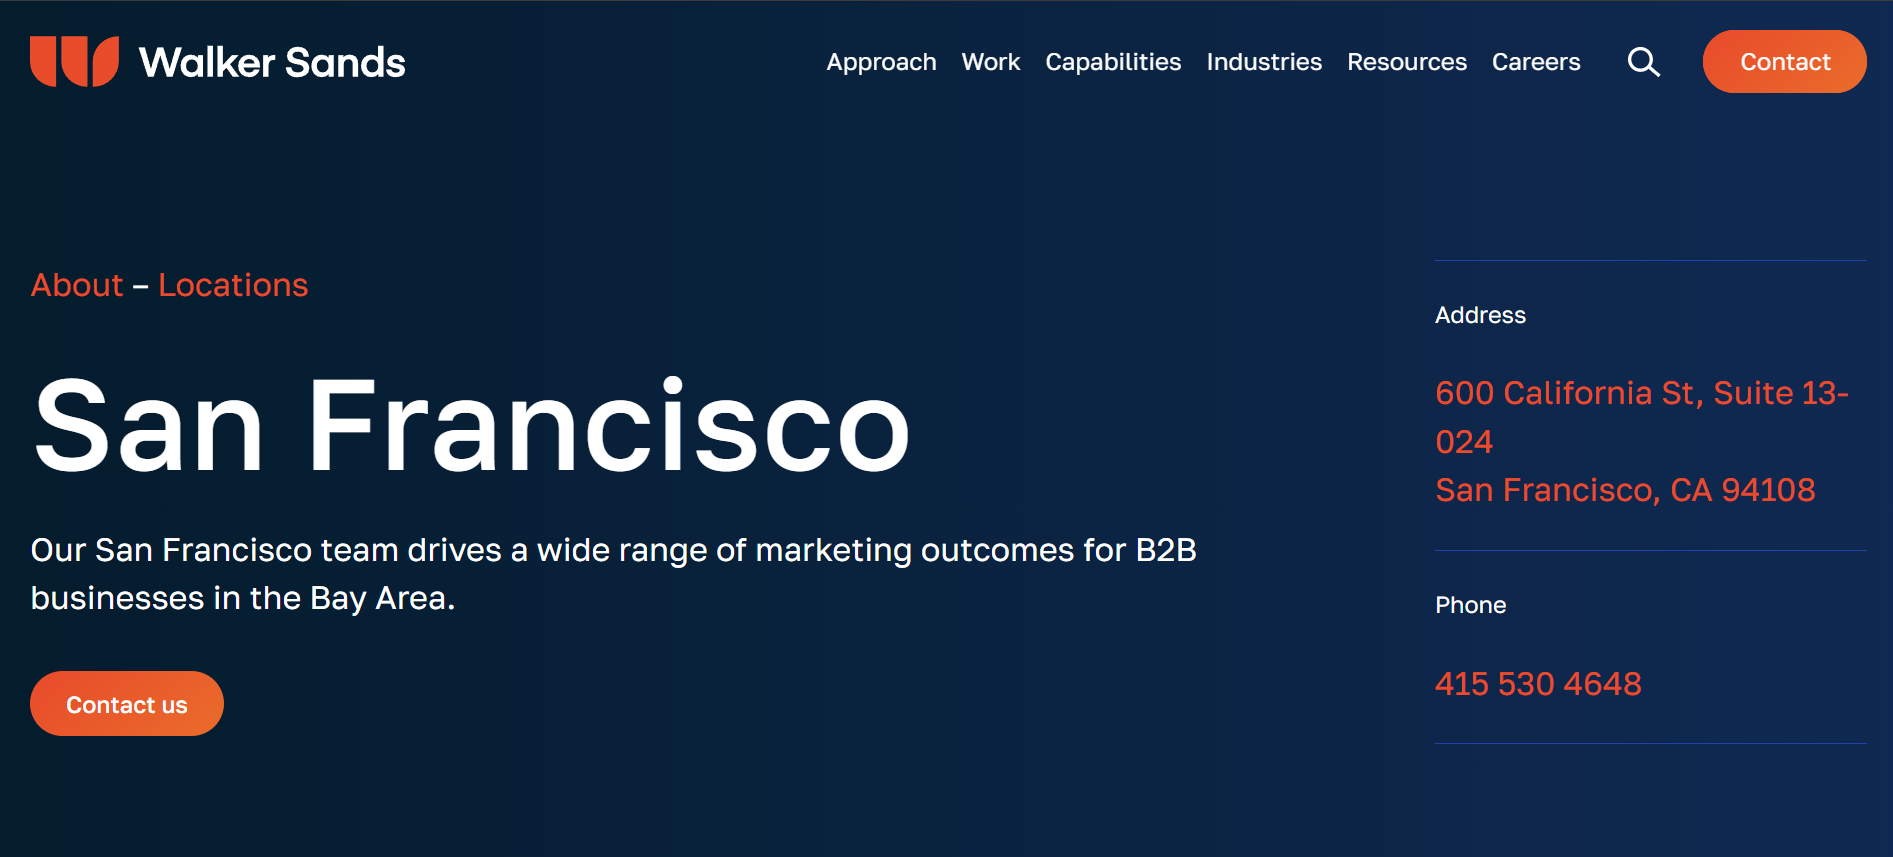 Walker Sands
Approach Work Capabilities Industries Resources Careers Contact
About – Locations
San Francisco
Our San Francisco team drives a wide range of marketing outcomes for B2B
businesses in the Bay Area.
Contact us
Address
600 California St, Suite 13-
024
San Francisco, CA 94108
Phone
415 530 4648